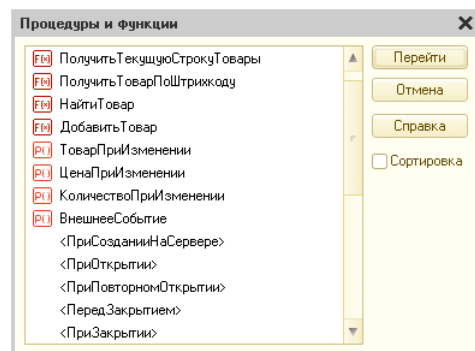 Процедуры и функции
F(x) ПолучитьТекущуюСтрокуТовары
F(x) ПолучитьТоварПоШтрихкоду
F(x) НайтиТовар
F(x) ДобавитьТовар
P() ТоварПриИзменении
P() ЦенаПриИзменении
P() КоличествоПриИзменении
P() ВнешнееСобытие
<ПриСозданииНаСервере>
<ПриОткрытии>
<ПриПовторномОткрытии>
<ПередЗакрытием>
<ПриЗакрытии>
Перейти
Отмена
Справка
Сортировка